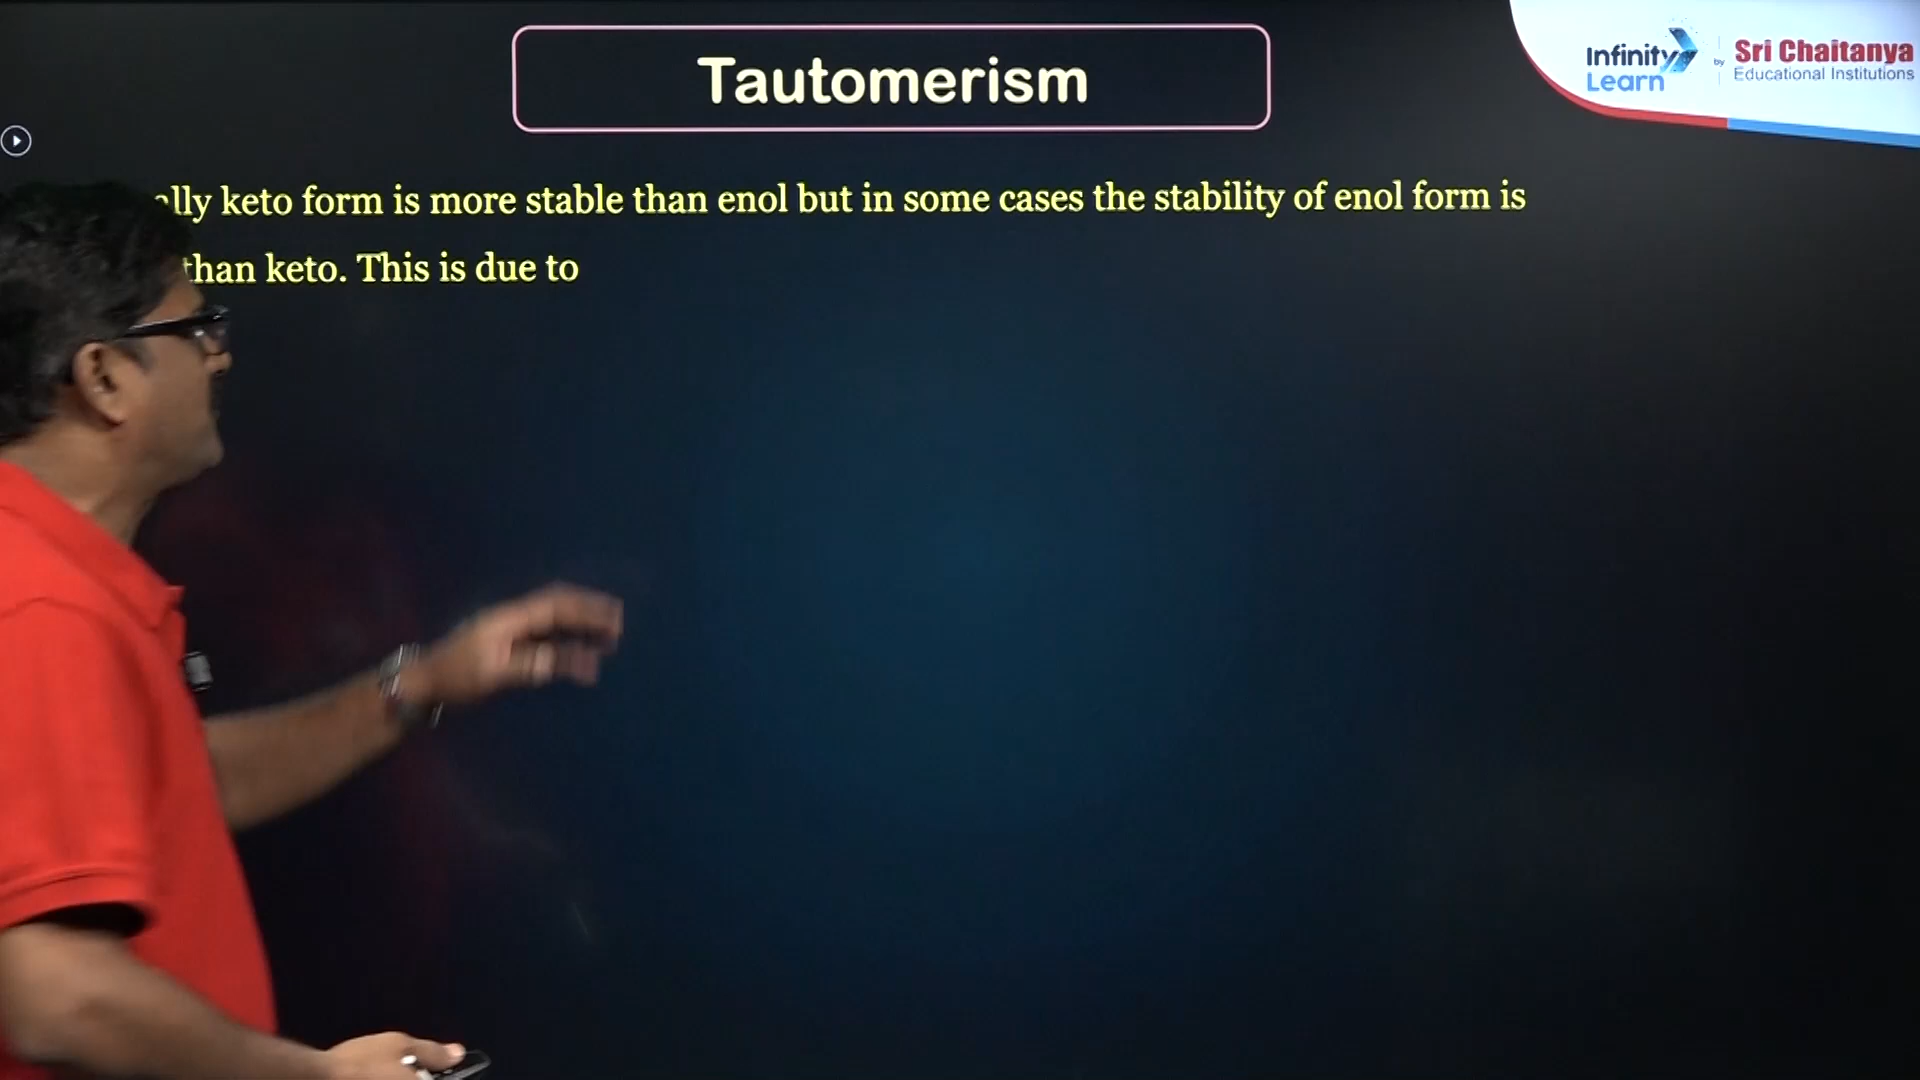 Tautomerism
Infinity Learn by Sri Chaitanya Educational Institutions
keto form is more stable than enol but in some cases the stability of enol form is
than keto. This is due to